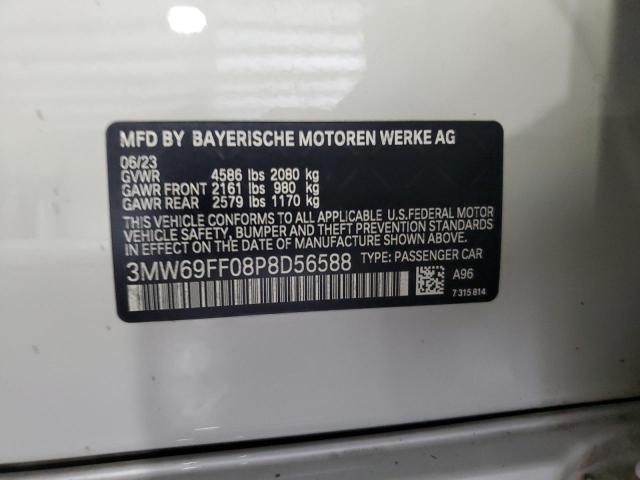 MFD BY BAYERISCHE MOTOREN WERKE AG
06/23
GVWR 4586 lbs 2080 kg
GAWR FRONT 2161 lbs 980 kg
GAWR REAR 2579 lbs 1170 kg
THIS VEHICLE CONFORMS TO ALL APPLICABLE U.S.FEDERAL MOTOR
VEHICLE SAFETY, BUMPER AND THEFT PREVENTION STANDARDS
IN EFFECT ON THE DATE OF MANUFACTURE SHOWN ABOVE.
3MW69FF08P8D56588 TYPE: PASSENGER CAR
A96
7 315 814